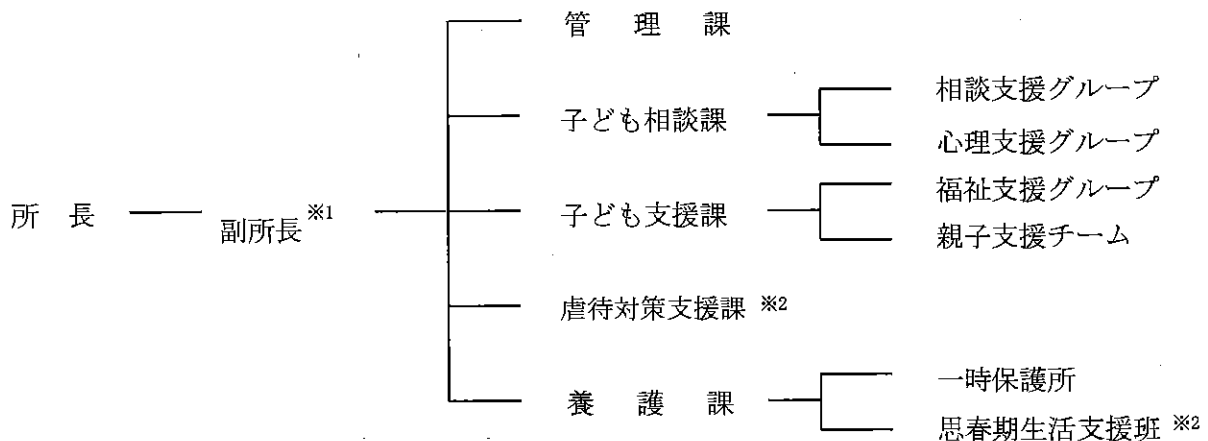 管理課
相談支援グループ
子ども相談課
心理支援グループ
福祉支援グループ
所長
副所長※1
子ども支援課
親子支援チーム
虐待対策支援課 ※2
一時保護所
養護課
思春期生活支援班 ※2